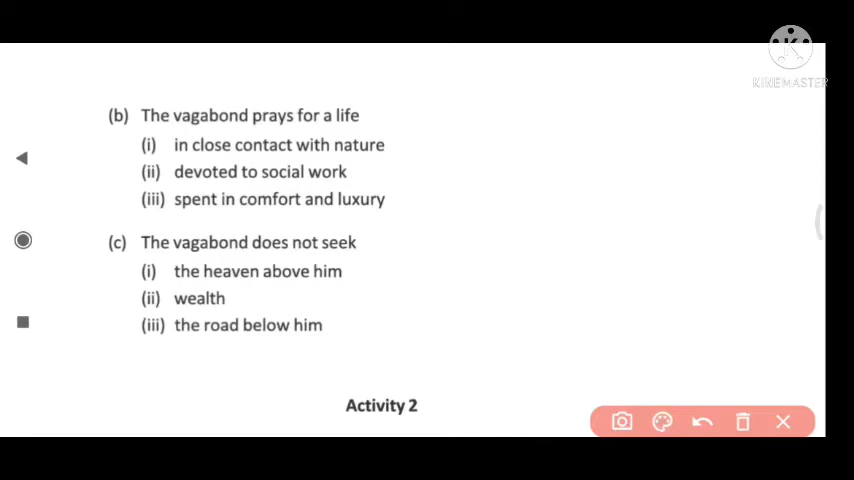 KINEMASTER
(b) The vagabond prays for a life
(i) in close contact with nature
(ii) devoted to social work
(iii) spent in comfort and luxury
(c) The vagabond does not seek
(i) the heaven above him
(ii) wealth
(iii) the road below him
Activity 2